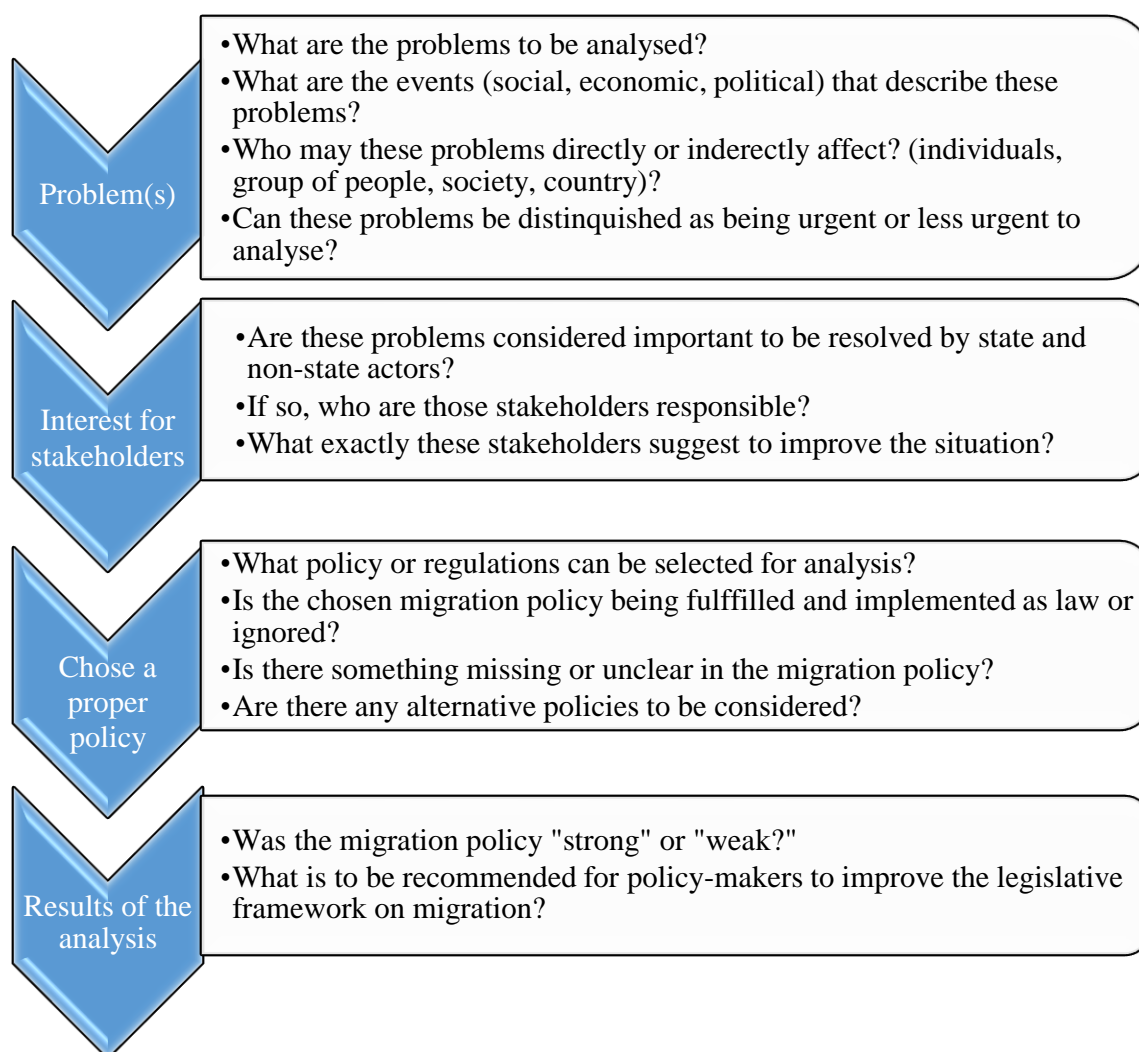 Problem(s)
•What are the problems to be analysed?
•What are the events (social, economic, political) that describe these
problems?
•Who may these problems directly or inderectly affect? (individuals,
group of people, society, country)?
•Can these problems be distinquished as being urgent or less urgent to
analyse?
Interest for
stakeholders
•Are these problems considered important to be resolved by state and
non-state actors?
•If so, who are those stakeholders responsible?
•What exactly these stakeholders suggest to improve the situation?
Chose a
proper
policy
•What policy or regulations can be selected for analysis?
•Is the chosen migration policy being fulffilled and implemented as law or
ignored?
•Is there something missing or unclear in the migration policy?
•Are there any alternative policies to be considered?
Results of the
analysis
•Was the migration policy "strong" or "weak?"
•What is to be recommended for policy-makers to improve the legislative
framework on migration?